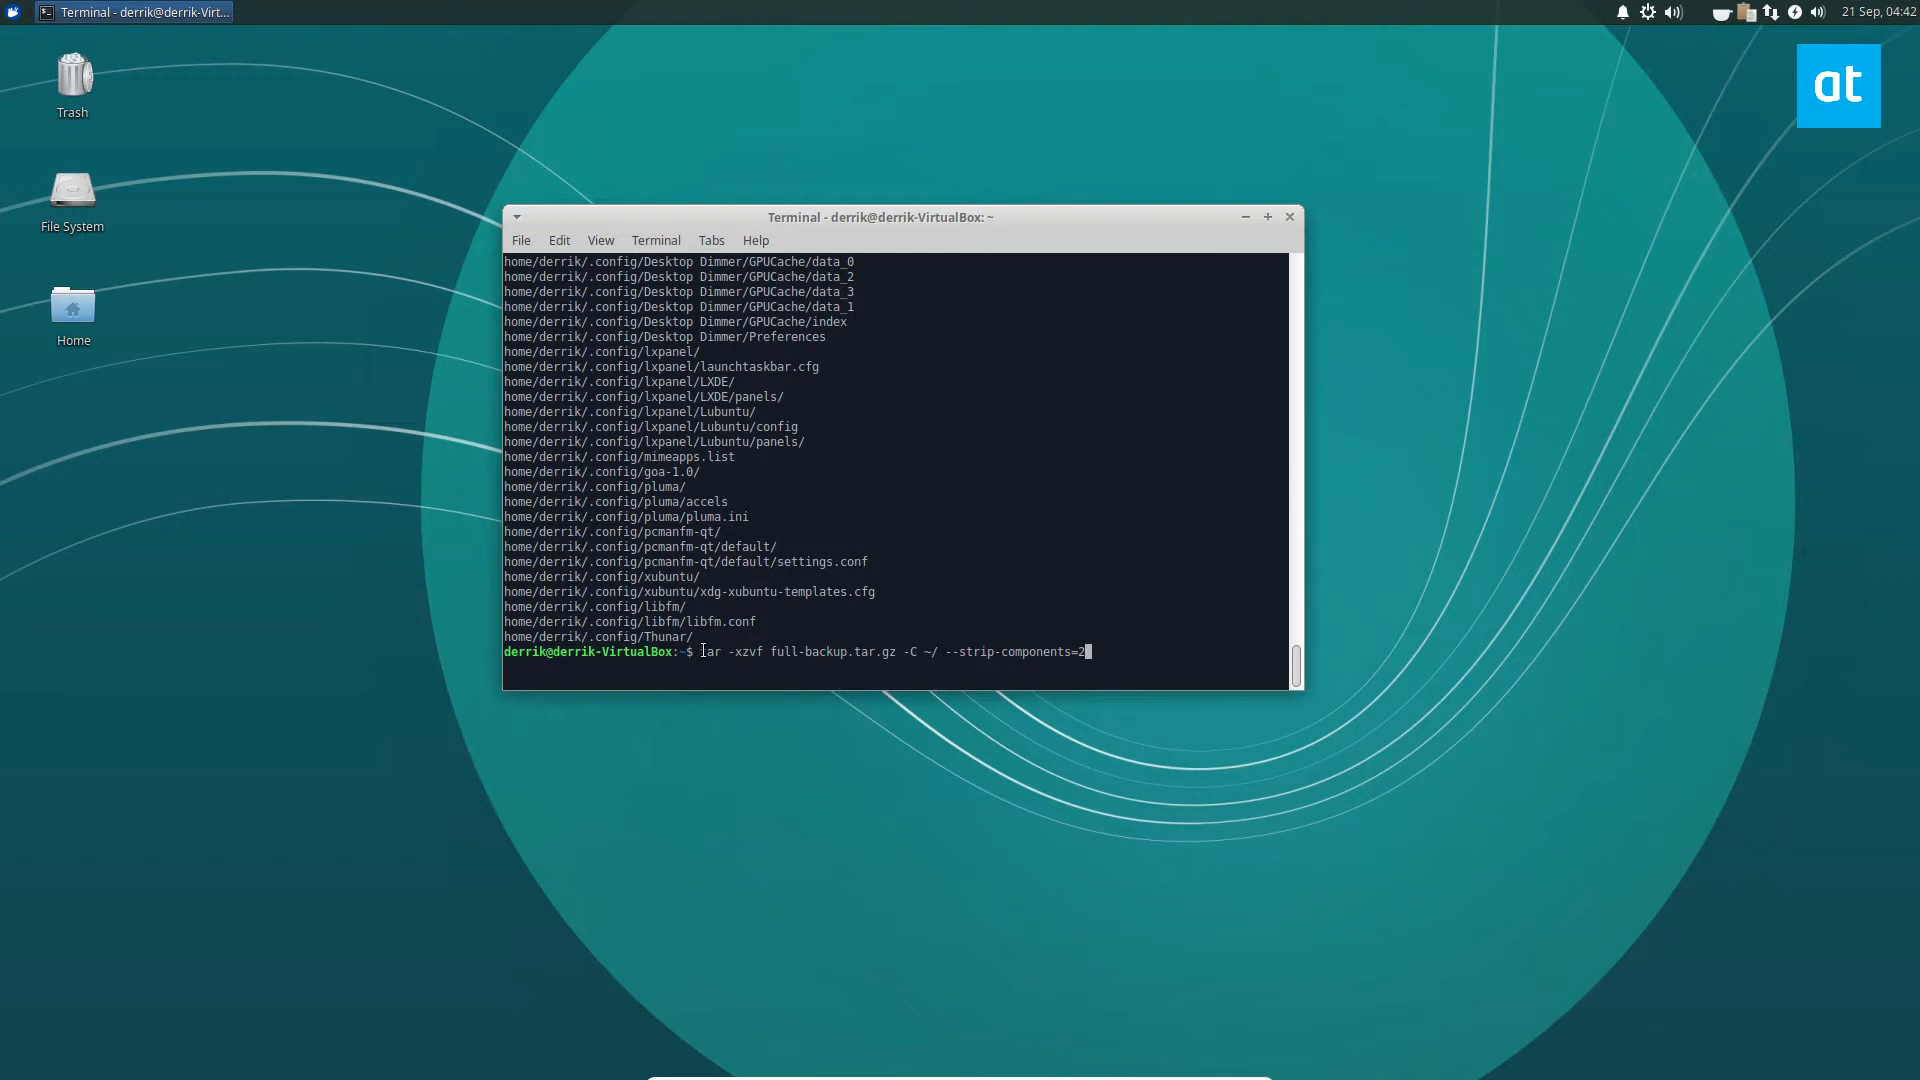 Terminal - derrik@derrik-Virt...
21 Sep, 04:42
at
Trash
File System
Home
Terminal - derrik@derrik-VirtualBox: ~
File Edit View Terminal Tabs Help
home/derrik/.config/Desktop Dimmer/GPUCache/data_0
home/derrik/.config/Desktop Dimmer/GPUCache/data_2
home/derrik/.config/Desktop Dimmer/GPUCache/data_3
home/derrik/.config/Desktop Dimmer/GPUCache/data_1
home/derrik/.config/Desktop Dimmer/GPUCache/index
home/derrik/.config/Desktop Dimmer/Preferences
home/derrik/.config/lxpanel/
home/derrik/.config/lxpanel/launchtaskbar.cfg
home/derrik/.config/lxpanel/LXDE/
home/derrik/.config/lxpanel/LXDE/panels/
home/derrik/.config/lxpanel/Lubuntu/
home/derrik/.config/lxpanel/Lubuntu/config
home/derrik/.config/lxpanel/Lubuntu/panels/
home/derrik/.config/mimeapps.list
home/derrik/.config/goa-1.0/
home/derrik/.config/pluma/
home/derrik/.config/pluma/accels
home/derrik/.config/pluma/pluma.ini
home/derrik/.config/pcmanfm-qt/
home/derrik/.config/pcmanfm-qt/default/
home/derrik/.config/pcmanfm-qt/default/settings.conf
home/derrik/.config/xubuntu/
home/derrik/.config/xubuntu/xdg-xubuntu-templates.cfg
home/derrik/.config/libfm/
home/derrik/.config/libfm/libfm.conf
home/derrik/.config/Thunar/
derrik@derrik-VirtualBox:~$ tar -xzvf full-backup.tar.gz -C ~/ --strip-components=2